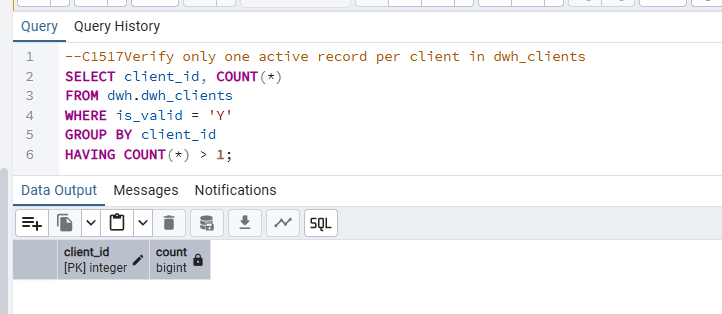 Query Query History
1 --C1517Verify only one active record per client in dwh_clients
2 SELECT client_id, COUNT(*)
3 FROM dwh.dwh_clients
4 WHERE is_valid = 'Y'
5 GROUP BY client_id
6 HAVING COUNT(*) > 1;
Data Output Messages Notifications
SQL
client_id count
[PK] integer bigint